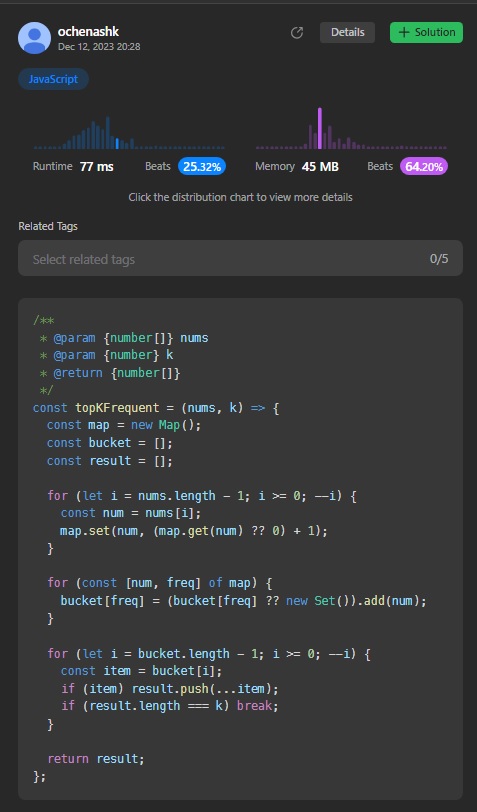 ochenashk
Dec 12, 2023 20:28
Details
+ Solution
JavaScript
Runtime 77 ms Beats 25.32% Memory 45 MB Beats 64.20%
Click the distribution chart to view more details
Related Tags
Select related tags 0/5
/**
 * @param {number[]} nums
 * @param {number} k
 * @return {number[]}
 */
const topKFrequent = (nums, k) => {
  const map = new Map();
  const bucket = [];
  const result = [];

  for (let i = nums.length - 1; i >= 0; --i) {
    const num = nums[i];
    map.set(num, (map.get(num) ?? 0) + 1);
  }

  for (const [num, freq] of map) {
    bucket[freq] = (bucket[freq] ?? new Set()).add(num);
  }

  for (let i = bucket.length - 1; i >= 0; --i) {
    const item = bucket[i];
    if (item) result.push(...item);
    if (result.length === k) break;
  }

  return result;
};